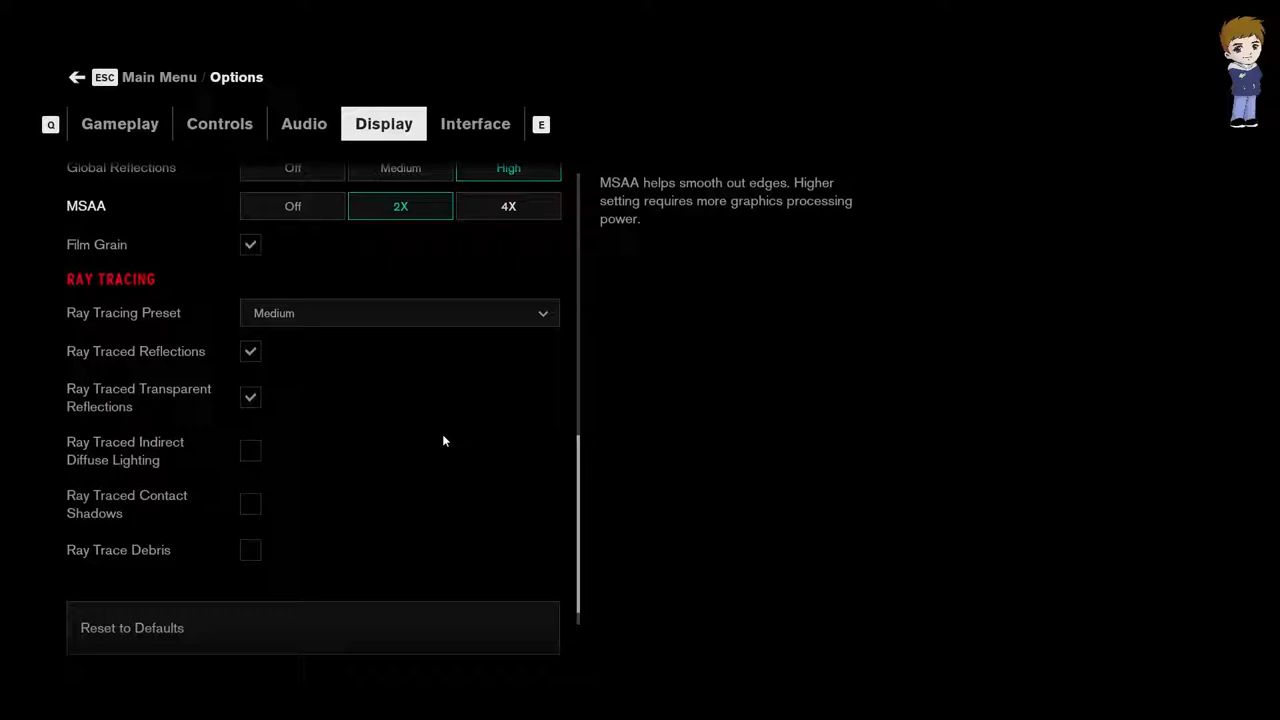 ESC Main Menu / Options
Q Gameplay Controls Audio Display Interface E
Global Reflections Off Medium High
MSAA Off 2X 4X
Film Grain
RAY TRACING
Ray Tracing Preset Medium
Ray Traced Reflections
Ray Traced Transparent
Reflections
Ray Traced Indirect
Diffuse Lighting
Ray Traced Contact
Shadows
Ray Trace Debris
Reset to Defaults
MSAA helps smooth out edges. Higher
setting requires more graphics processing
power.